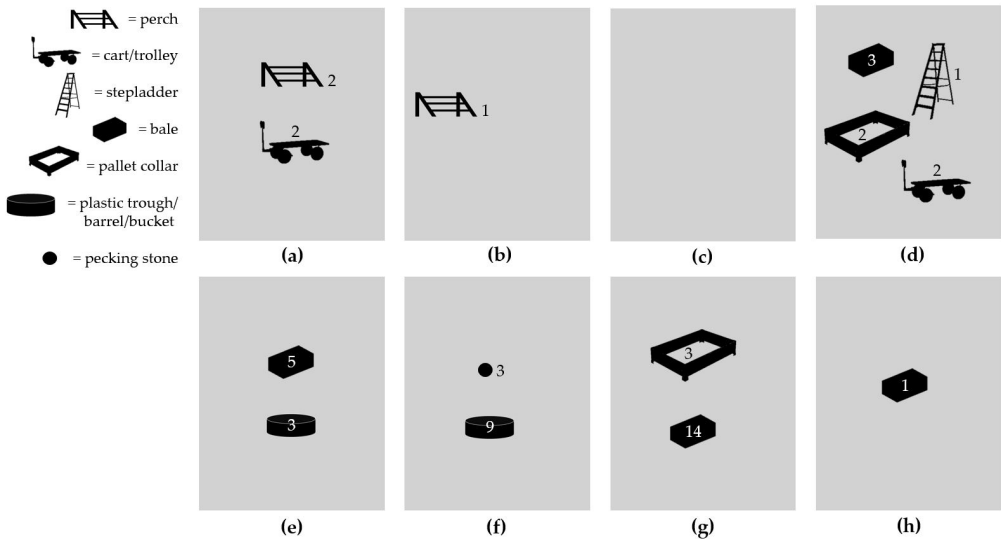 = perch
= cart/trolley
= stepladder
= bale
= pallet collar
= plastic trough/
barrel/bucket
= pecking stone
2
2
(a)
1
(b)
(c)
3
1
2
2
(d)
5
3
(e)
3
9
(f)
3
14
(g)
1
(h)